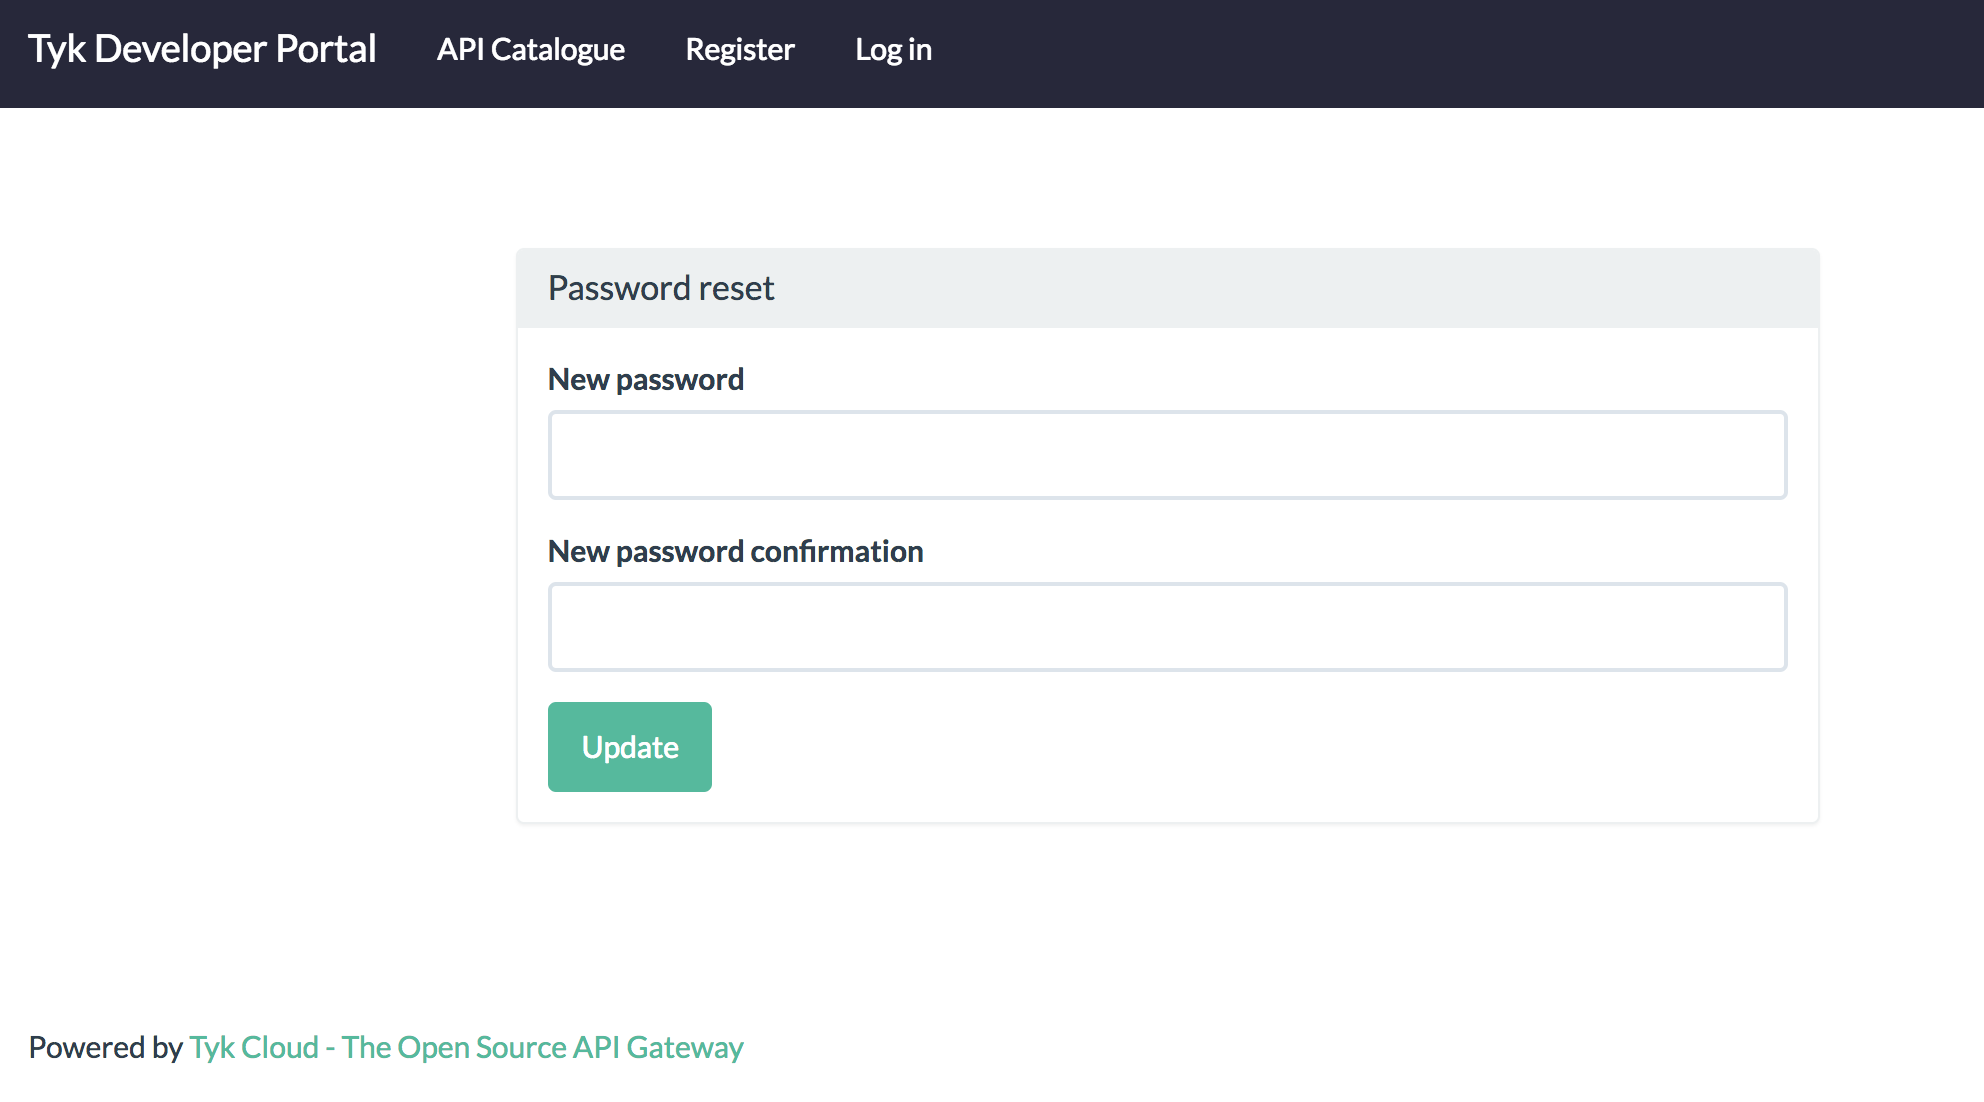 Tyk Developer Portal API Catalogue Register Log in
Password reset
New password
New password confirmation
Update
Powered by Tyk Cloud - The Open Source API Gateway